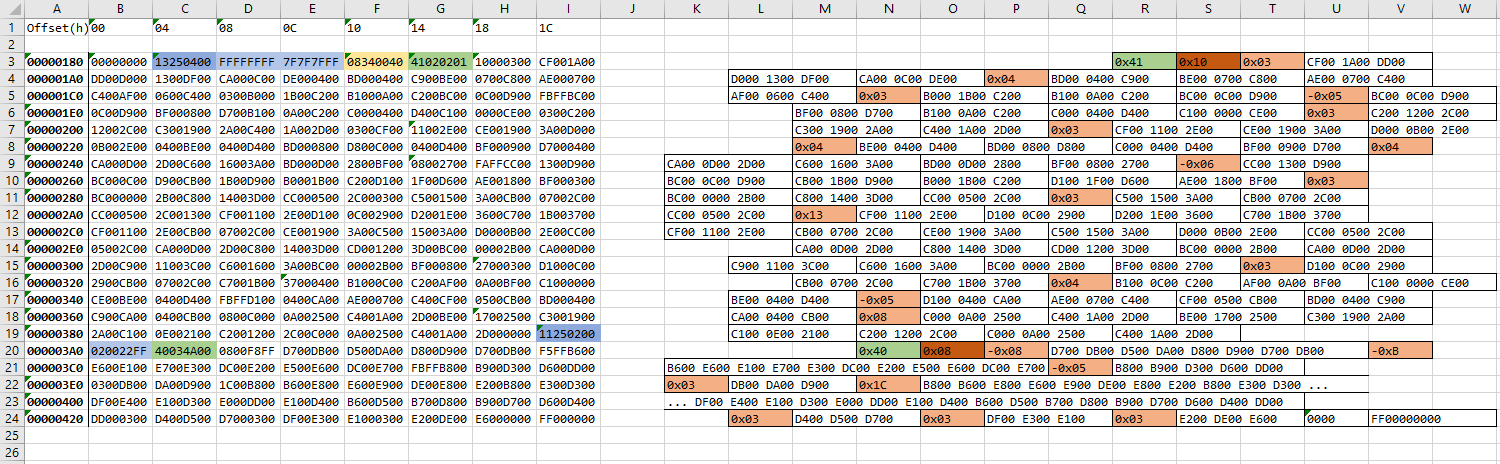 A B C D E F G H I J K L M N O P Q R S T U V W
1 Offset(h) 00 04 08 0C 10 14 18 1C
2
3 00000180 00000000 13250400 FFFFFFFF 7F7F7FFF 08340040 41020201 10000300 CF001A00 0x41 0x10 0x03 CF00 1A00 DD00
4 000001A0 DD00D000 1300DF00 CA000C00 DE000400 BD000400 C900BE00 0700C800 AE000700 D000 1300 DF00 CA00 0C00 DE00 0x04 BD00 0400 C900 BE00 0700 C800 AE00 0700 C400
5 000001C0 C400AF00 0600C400 0300B000 1B00C200 B1000A00 C200BC00 0C00D900 FBFFBC00 AF00 0600 C400 0x03 B000 1B00 C200 B100 0A00 C200 BC00 0C00 D900 -0x05 BC00 0C00 D900
6 000001E0 0C00D900 BF000800 D700B100 0A00C200 C0000400 D400C100 0000CE00 0300C200 BF00 0800 D700 B100 0A00 C200 C000 0400 D400 C100 0000 CE00 0x03 C200 1200 2C00
7 00000200 12002C00 C3001900 2A00C400 1A002D00 0300CF00 11002E00 CE001900 3A00D000 C300 1900 2A00 C400 1A00 2D00 0x03 CF00 1100 2E00 CE00 1900 3A00 D000 0B00 2E00
8 00000220 0B002E00 0400BE00 0400D400 BD000800 D800C000 0400D400 BF000900 D7000400 0x04 BE00 0400 D400 BD00 0800 D800 C000 0400 D400 BF00 0900 D700 0x04
9 00000240 CA000D00 2D00C600 16003A00 BD000D00 2800BF00 08002700 FAFFCC00 1300D900 CA00 0D00 2D00 C600 1600 3A00 BD00 0D00 2800 BF00 0800 2700 -0x06 CC00 1300 D900
10 00000260 BC000C00 D900CB00 1B00D900 B0001B00 C200D100 1F00D600 AE001800 BF000300 BC00 0C00 D900 CB00 1B00 D900 B000 1B00 C200 D100 1F00 D600 AE00 1800 BF00 0x03
11 00000280 BC000000 2B00C800 14003D00 CC000500 2C000300 C5001500 3A00CB00 07002C00 BC00 0000 2B00 C800 1400 3D00 CC00 0500 2C00 0x03 C500 1500 3A00 CB00 0700 2C00
12 000002A0 CC000500 2C001300 CF001100 2E00D100 0C002900 D2001E00 3600C700 1B003700 CC00 0500 2C00 0x13 CF00 1100 2E00 D100 0C00 2900 D200 1E00 3600 C700 1B00 3700
13 000002C0 CF001100 2E00CB00 07002C00 CE001900 3A00C500 15003A00 D0000B00 2E00CC00 CF00 1100 2E00 CB00 0700 2C00 CE00 1900 3A00 C500 1500 3A00 D000 0B00 2E00 CC00 0500 2C00
14 000002E0 05002C00 CA000D00 2D00C800 14003D00 CD001200 3D00BC00 00002B00 CA000D00 CA00 0D00 2D00 C800 1400 3D00 CD00 1200 3D00 BC00 0000 2B00 CA00 0D00 2D00
15 00000300 2D00C900 11003C00 C6001600 3A00BC00 00002B00 BF000800 27000300 D1000C00 C900 1100 3C00 C600 1600 3A00 BC00 0000 2B00 BF00 0800 2700 0x03 D100 0C00 2900
16 00000320 2900CB00 07002C00 C7001B00 37000400 B1000C00 C200AF00 0A00BF00 C1000000 CB00 0700 2C00 C700 1B00 3700 0x04 B100 0C00 C200 AF00 0A00 BF00 C100 0000 CE00
17 00000340 CE00BE00 0400D400 FBFFD100 0400CA00 AE000700 C400CF00 0500CB00 BD000400 BE00 0400 D400 -0x05 D100 0400 CA00 AE00 0700 C400 CF00 0500 CB00 BD00 0400 C900
18 00000360 C900CA00 0400CB00 0800C000 0A002500 C4001A00 2D00BE00 17002500 C3001900 CA00 0400 CB00 0x08 C000 0A00 2500 C400 1A00 2D00 BE00 1700 2500 C300 1900 2A00
19 00000380 2A00C100 0E002100 C2001200 2C00C000 0A002500 C4001A00 2D000000 11250200 C100 0E00 2100 C200 1200 2C00 C000 0A00 2500 C400 1A00 2D00
20 000003A0 020022FF 40034A00 0800F8FF D700DB00 D500DA00 D800D900 D700DB00 F5FFB600 0x40 0x08 -0x08 D700 DB00 D500 DA00 D800 D900 D700 DB00 -0xB
21 000003C0 E600E100 E700E300 DC00E200 E500E600 DC00E700 FBFFB800 B900D300 D600DD00 B600 E600 E100 E700 E300 DC00 E200 E500 E600 DC00 E700 -0x05 B800 B900 D300 D600 DD00
22 000003E0 0300DB00 DA00D900 1C00B800 B600E800 E600E900 DE00E800 E200B800 E300D300 0x03 DB00 DA00 D900 0x1C B800 B600 E800 E600 E900 DE00 E800 E200 B800 E300 D300 ...
23 00000400 DF00E400 E100D300 E000DD00 E100D400 B600D500 B700D800 B900D700 D600D400 ... DF00 E400 E100 D300 E000 DD00 E100 D400 B600 D500 B700 D800 B900 D700 D600 D400 DD00
24 00000420 DD000300 D400D500 D7000300 DF00E300 E1000300 E200DE00 E6000000 FF000000 0x03 D400 D500 D700 0x03 DF00 E300 E100 0x03 E200 DE00 E600 0000 FF00000000
25
26